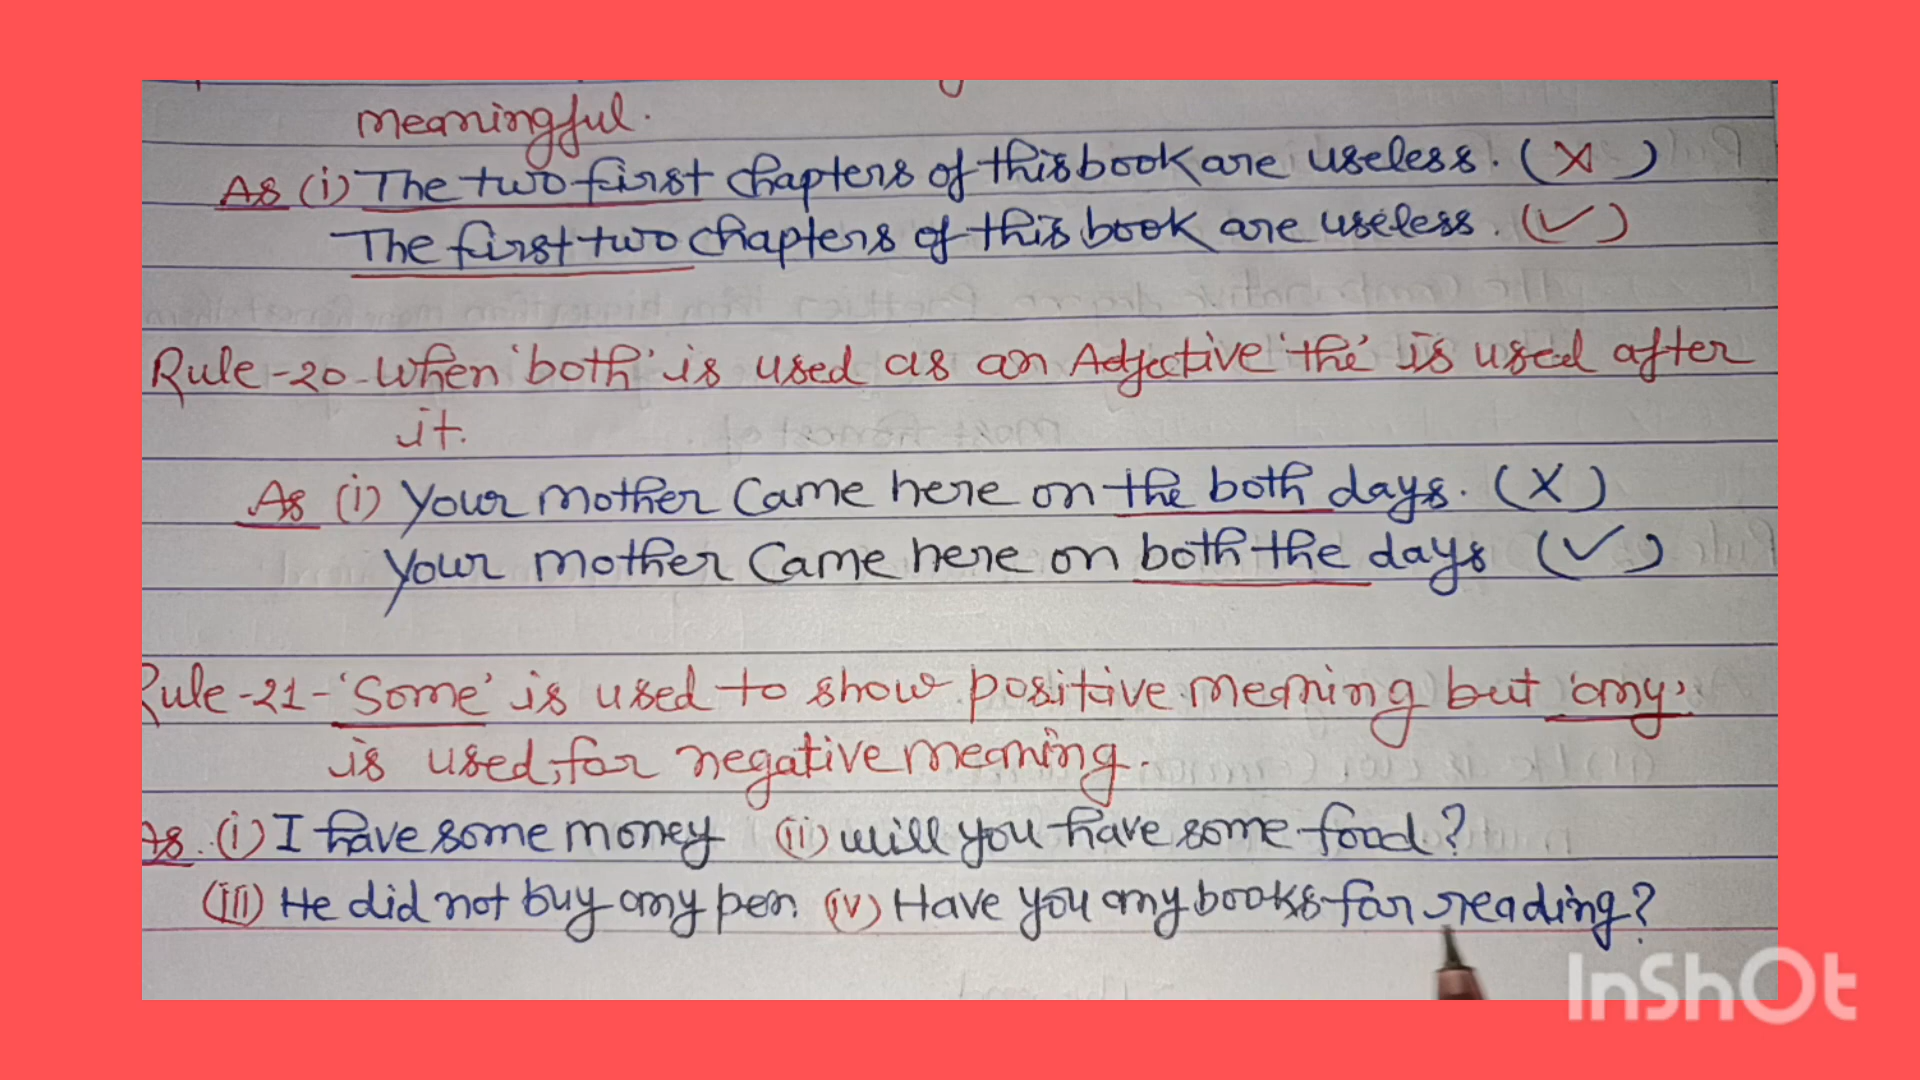 meaningful.
As (i) The two first chapters of this book are useless. (X)
The first two chapters of this book are useless. (✓)
Rule-20-When 'both' is used as an Adjective 'the' is used after
it.
As (i) Your mother Came here on the both days. (X)
Your mother Came here on both the days (✓)
Rule-21-'Some' is used to show positive meaning but 'any'
is used for negative meaning.
As (i) I have some money (ii) will you have some food?
(iii) He did not buy any pen (iv) Have you any books for reading?
InShOt